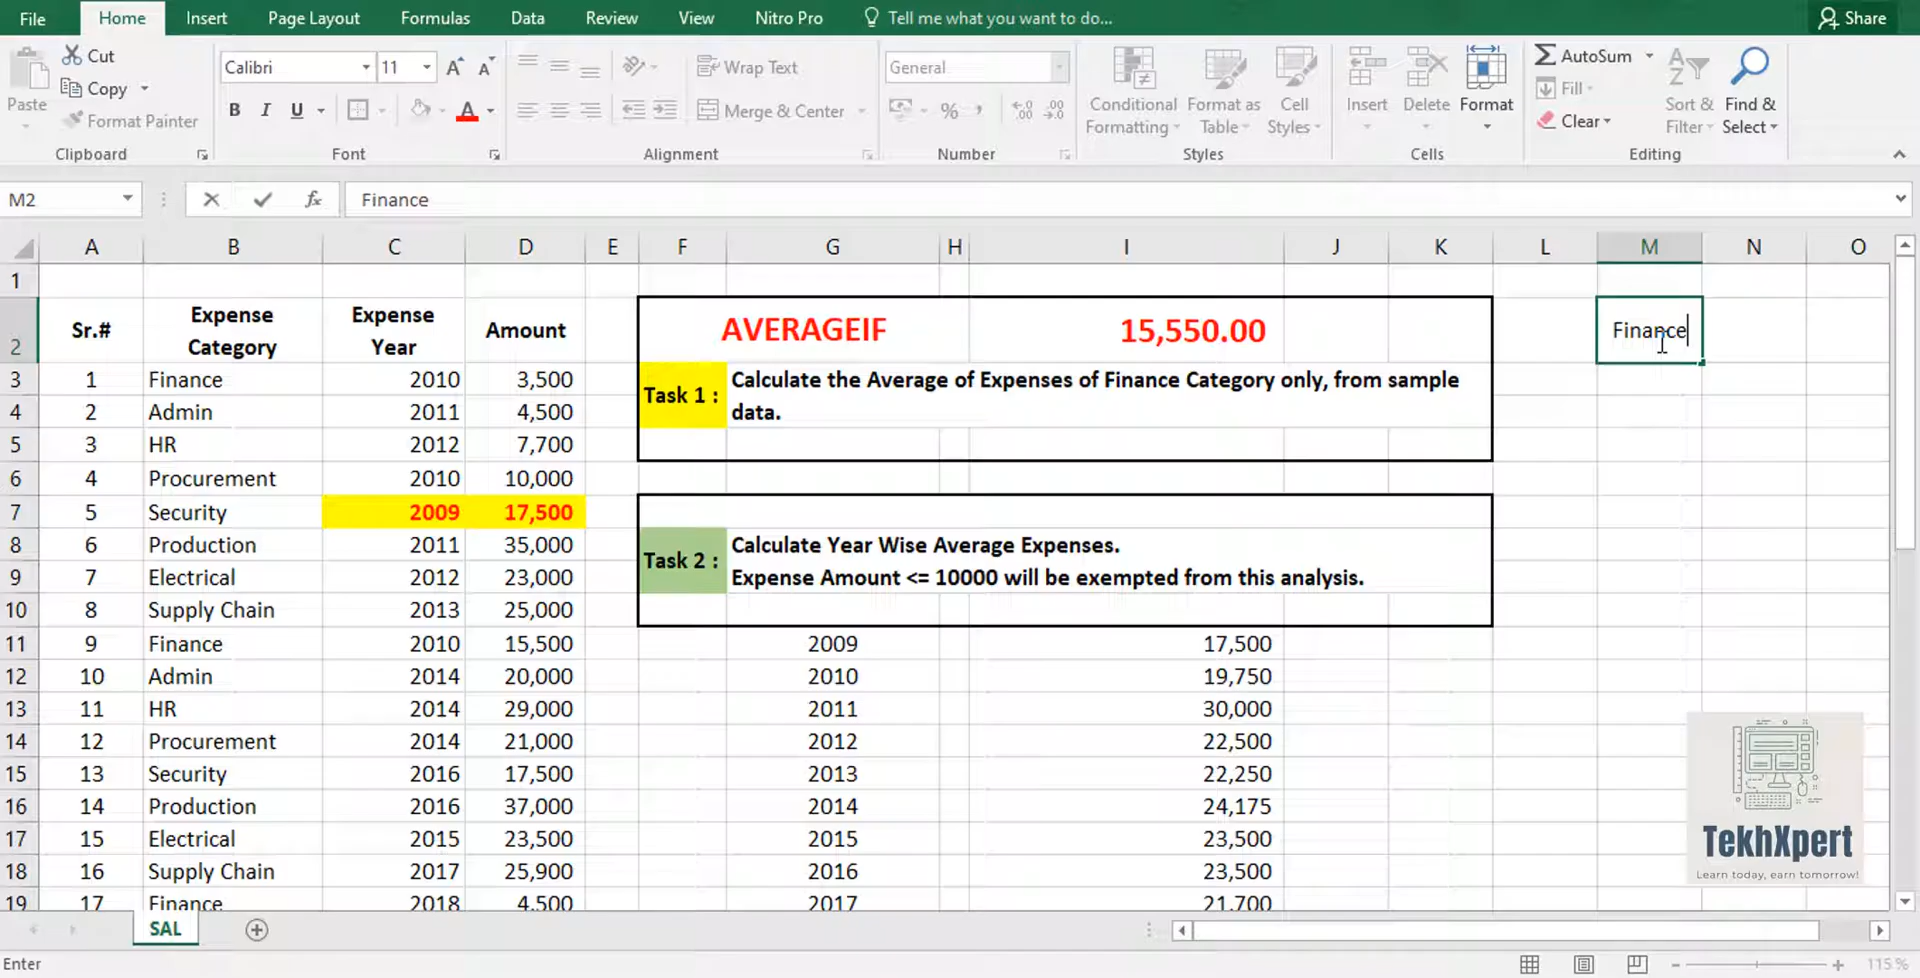 File Home Insert Page Layout Formulas Data Review View Nitro Pro Tell me what you want to do... Share
Cut
Copy
Format Painter
Paste
Clipboard
Calibri 11 A A
B I U A
Font
Wrap Text
Merge & Center
Alignment
General
% , .0 .00 .00 .0
Number
Conditional
Formatting
Format as
Table
Cell
Styles
Styles
Insert Delete Format
Cells
AutoSum
Fill
Clear
Sort &
Filter
Find &
Select
Editing
M2 fx Finance
A B C D E F G H I J K L M N O
1
2 Sr.# Expense Category Expense Year Amount AVERAGEIF 15,550.00 Finance
3 1 Finance 2010 3,500
Task 1 : Calculate the Average of Expenses of Finance Category only, from sample
data.
4 2 Admin 2011 4,500
5 3 HR 2012 7,700
6 4 Procurement 2010 10,000
7 5 Security 2009 17,500
8 6 Production 2011 35,000
Task 2 : Calculate Year Wise Average Expenses.
Expense Amount <= 10000 will be exempted from this analysis.
9 7 Electrical 2012 23,000
10 8 Supply Chain 2013 25,000
11 9 Finance 2010 15,500 2009 17,500
12 10 Admin 2014 20,000 2010 19,750
13 11 HR 2014 29,000 2011 30,000
14 12 Procurement 2014 21,000 2012 22,500
15 13 Security 2016 17,500 2013 22,250
16 14 Production 2016 37,000 2014 24,175
17 15 Electrical 2015 23,500 2015 23,500
18 16 Supply Chain 2017 25,900 2016 23,500
19 17 Finance 2018 4,500 2017 21,700
TekhXpert
Learn today, earn tomorrow!
SAL
Enter
115 %